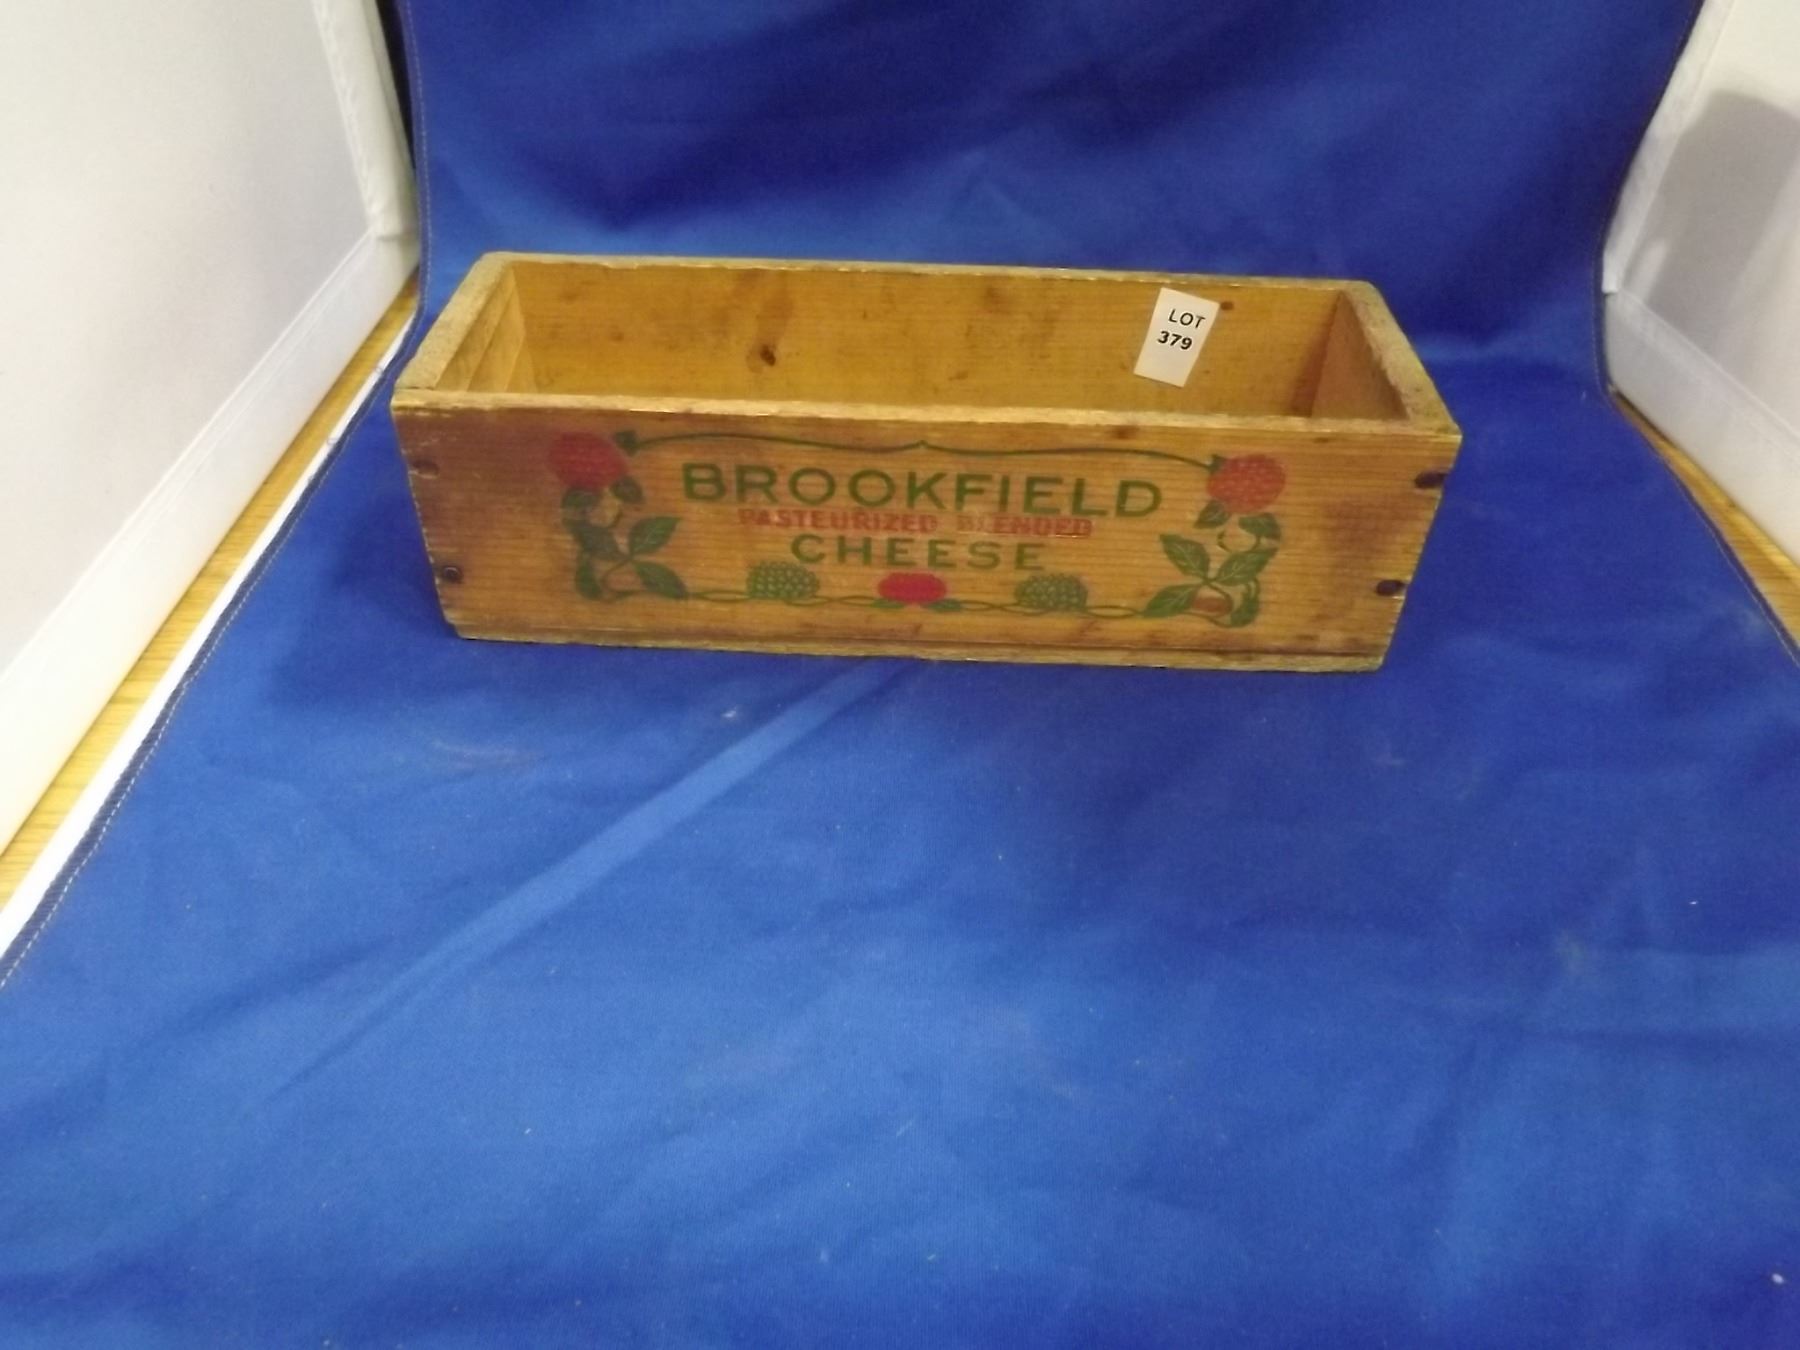 LOT
379
BROOKFIELD
PASTEURIZED BLENDED
CHEESE